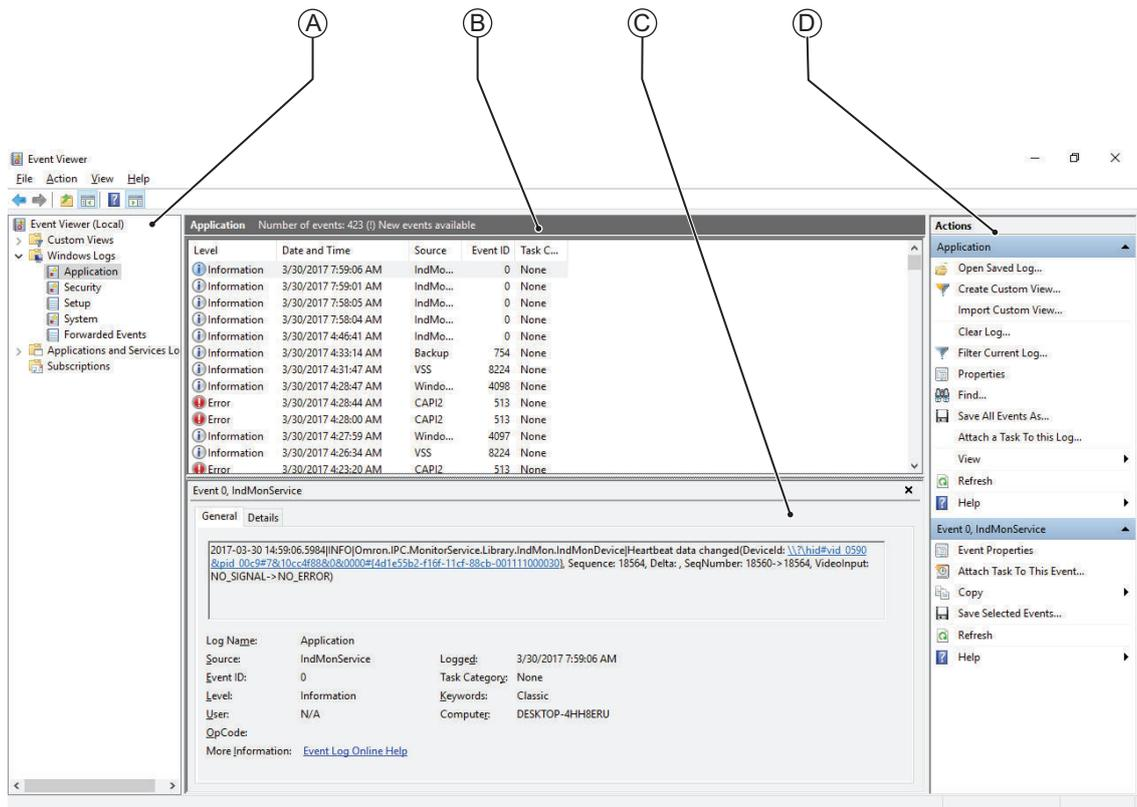 A B C D
Event Viewer
File Action View Help
Event Viewer (Local)
Custom Views
Windows Logs
Application
Security
Setup
System
Forwarded Events
Applications and Services Lo
Subscriptions
Application Number of events: 423 (!) New events available
Level Date and Time Source Event ID Task C...
Information 3/30/2017 7:59:06 AM IndMo... 0 None
Information 3/30/2017 7:59:01 AM IndMo... 0 None
Information 3/30/2017 7:58:05 AM IndMo... 0 None
Information 3/30/2017 7:58:04 AM IndMo... 0 None
Information 3/30/2017 4:46:41 AM IndMo... 0 None
Information 3/30/2017 4:33:14 AM Backup 754 None
Information 3/30/2017 4:31:47 AM VSS 8224 None
Information 3/30/2017 4:28:47 AM Windo... 4098 None
Error 3/30/2017 4:28:44 AM CAPI2 513 None
Error 3/30/2017 4:28:00 AM CAPI2 513 None
Information 3/30/2017 4:27:59 AM Windo... 4097 None
Information 3/30/2017 4:26:34 AM VSS 8224 None
Error 3/30/2017 4:23:20 AM CAPI2 513 None
Event 0, IndMonService
General Details
2017-03-30 14:59:06.5984|INFO|Omron.IPC.MonitorService.Library.IndMon.IndMonDevice|Heartbeat data changed(DeviceId: \\?\hid#vid_0590
&pid_00c9#7&10cc4f88&0&0000#{4d1e55b2-f16f-11cf-88cb-001111000030}, Sequence: 18564, Delta: , SeqNumber: 18560->18564, VideoInput:
NO_SIGNAL->NO_ERROR)
Log Name: Application
Source: IndMonService Logged: 3/30/2017 7:59:06 AM
Event ID: 0 Task Category: None
Level: Information Keywords: Classic
User: N/A Computer: DESKTOP-4HH8ERU
OpCode:
More Information: Event Log Online Help
Actions
Application
Open Saved Log...
Create Custom View...
Import Custom View...
Clear Log...
Filter Current Log...
Properties
Find...
Save All Events As...
Attach a Task To this Log...
View
Refresh
Help
Event 0, IndMonService
Event Properties
Attach Task To This Event...
Copy
Save Selected Events...
Refresh
Help